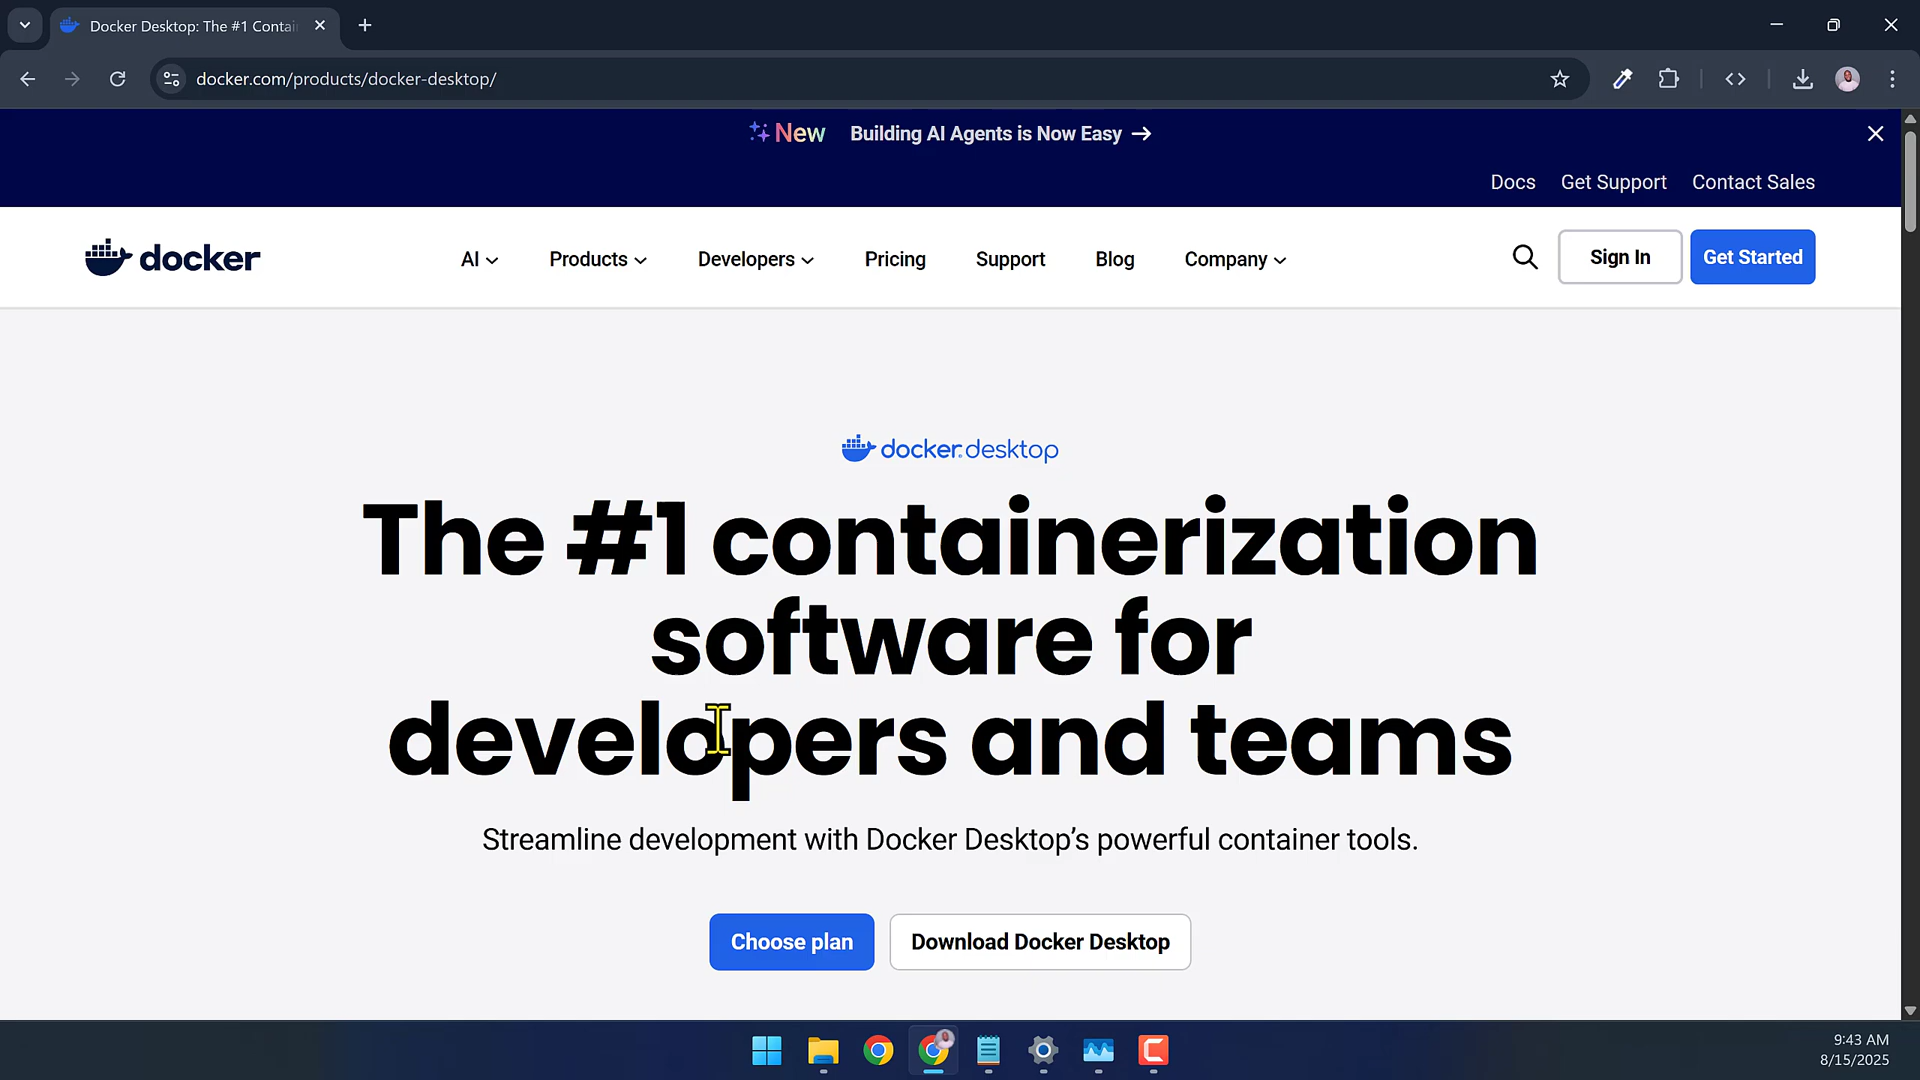 Docker Desktop: The #1 Contai
docker.com/products/docker-desktop/
New Building AI Agents is Now Easy →
Docs Get Support Contact Sales
docker AI Products Developers Pricing Support Blog Company Sign In Get Started
docker desktop
The #1 containerization
software for
developers and teams
Streamline development with Docker Desktop’s powerful container tools.
Choose plan Download Docker Desktop
9:43 AM
8/15/2025